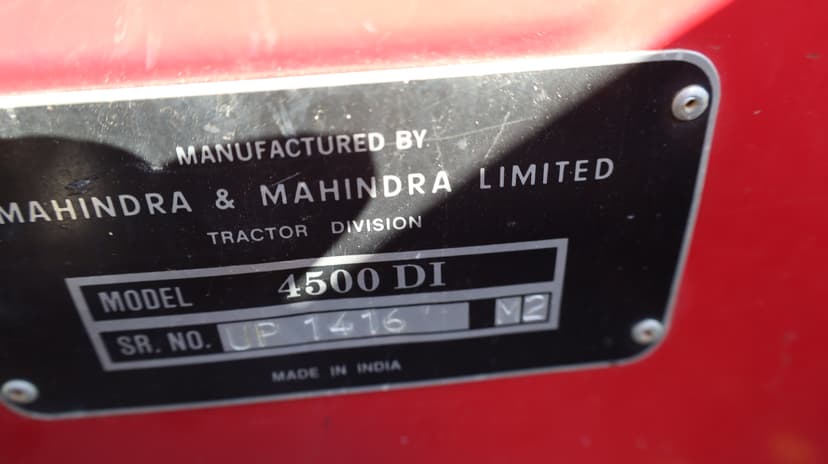 MANUFACTURED BY
MAHINDRA & MAHINDRA LIMITED
TRACTOR DIVISION
MODEL 4500 DI
SR. NO. UP 1416 M2
MADE IN INDIA